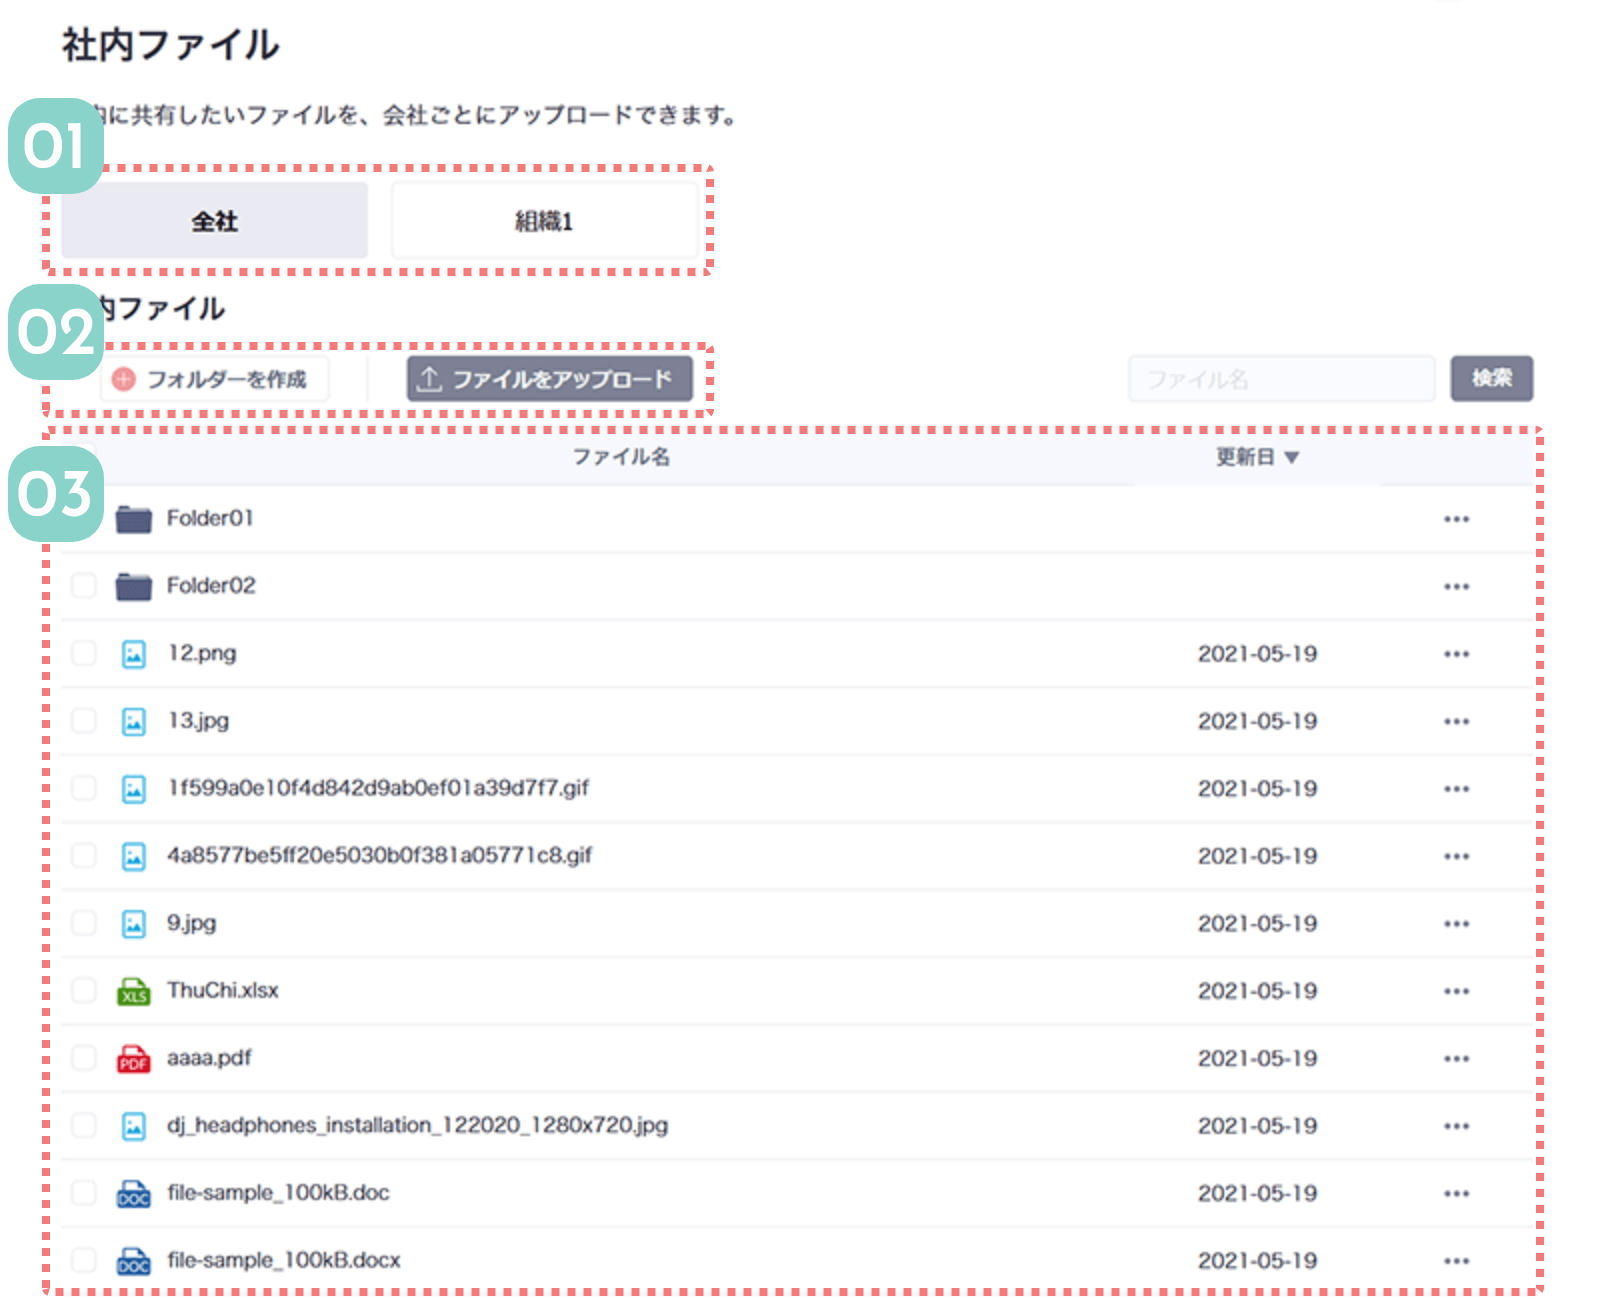 社内ファイル
内に共有したいファイルを、会社ごとにアップロードできます。
01
全社 組織1
02
内ファイル
フォルダーを作成 ファイルをアップロード ファイル名 検索
03
ファイル名 更新日▼
Folder01 •••
Folder02 •••
12.png 2021-05-19 •••
13.jpg 2021-05-19 •••
1f599a0e10f4d842d9ab0ef01a39d7f7.gif 2021-05-19 •••
4a8577be5ff20e5030b0f381a05771c8.gif 2021-05-19 •••
9.jpg 2021-05-19 •••
XLS ThuChi.xlsx 2021-05-19 •••
PDF aaaa.pdf 2021-05-19 •••
dj_headphones_installation_122020_1280x720.jpg 2021-05-19 •••
DOC file-sample_100kB.doc 2021-05-19 •••
DOC file-sample_100kB.docx 2021-05-19 •••